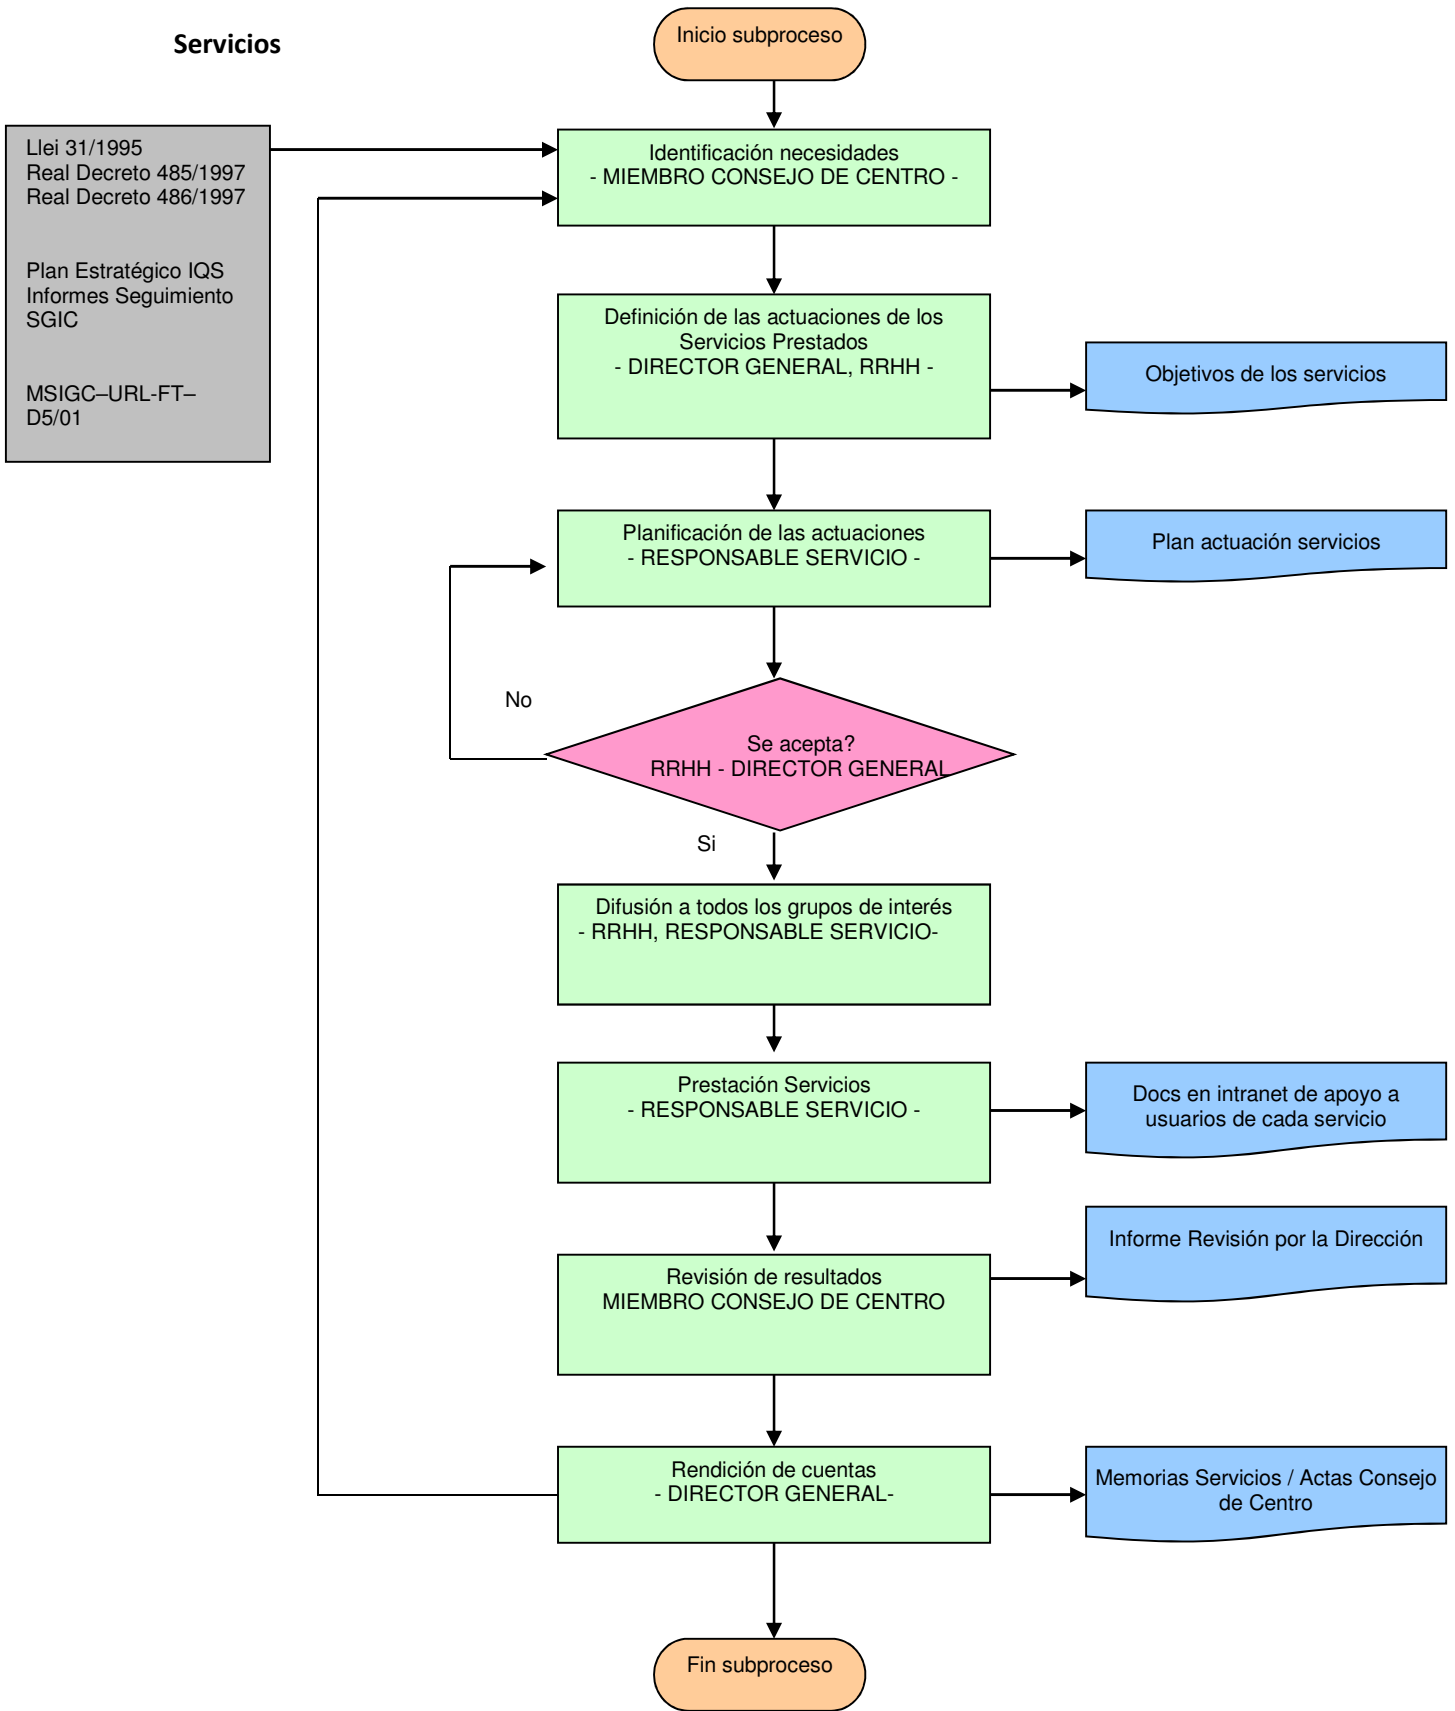 Servicios
Inicio subproceso
Llei 31/1995
Real Decreto 485/1997
Real Decreto 486/1997
Plan Estratégico IQS
Informes Seguimiento
SGIC
MSIGC–URL-FT–
D5/01
Identificación necesidades
- MIEMBRO CONSEJO DE CENTRO -
Definición de las actuaciones de los
Servicios Prestados
- DIRECTOR GENERAL, RRHH -
Objetivos de los servicios
Planificación de las actuaciones
- RESPONSABLE SERVICIO -
Plan actuación servicios
No
Se acepta?
RRHH - DIRECTOR GENERAL
Si
Difusión a todos los grupos de interés
- RRHH, RESPONSABLE SERVICIO-
Prestación Servicios
- RESPONSABLE SERVICIO -
Docs en intranet de apoyo a
usuarios de cada servicio
Revisión de resultados
MIEMBRO CONSEJO DE CENTRO
Informe Revisión por la Dirección
Rendición de cuentas
- DIRECTOR GENERAL-
Memorias Servicios / Actas Consejo
de Centro
Fin subproceso